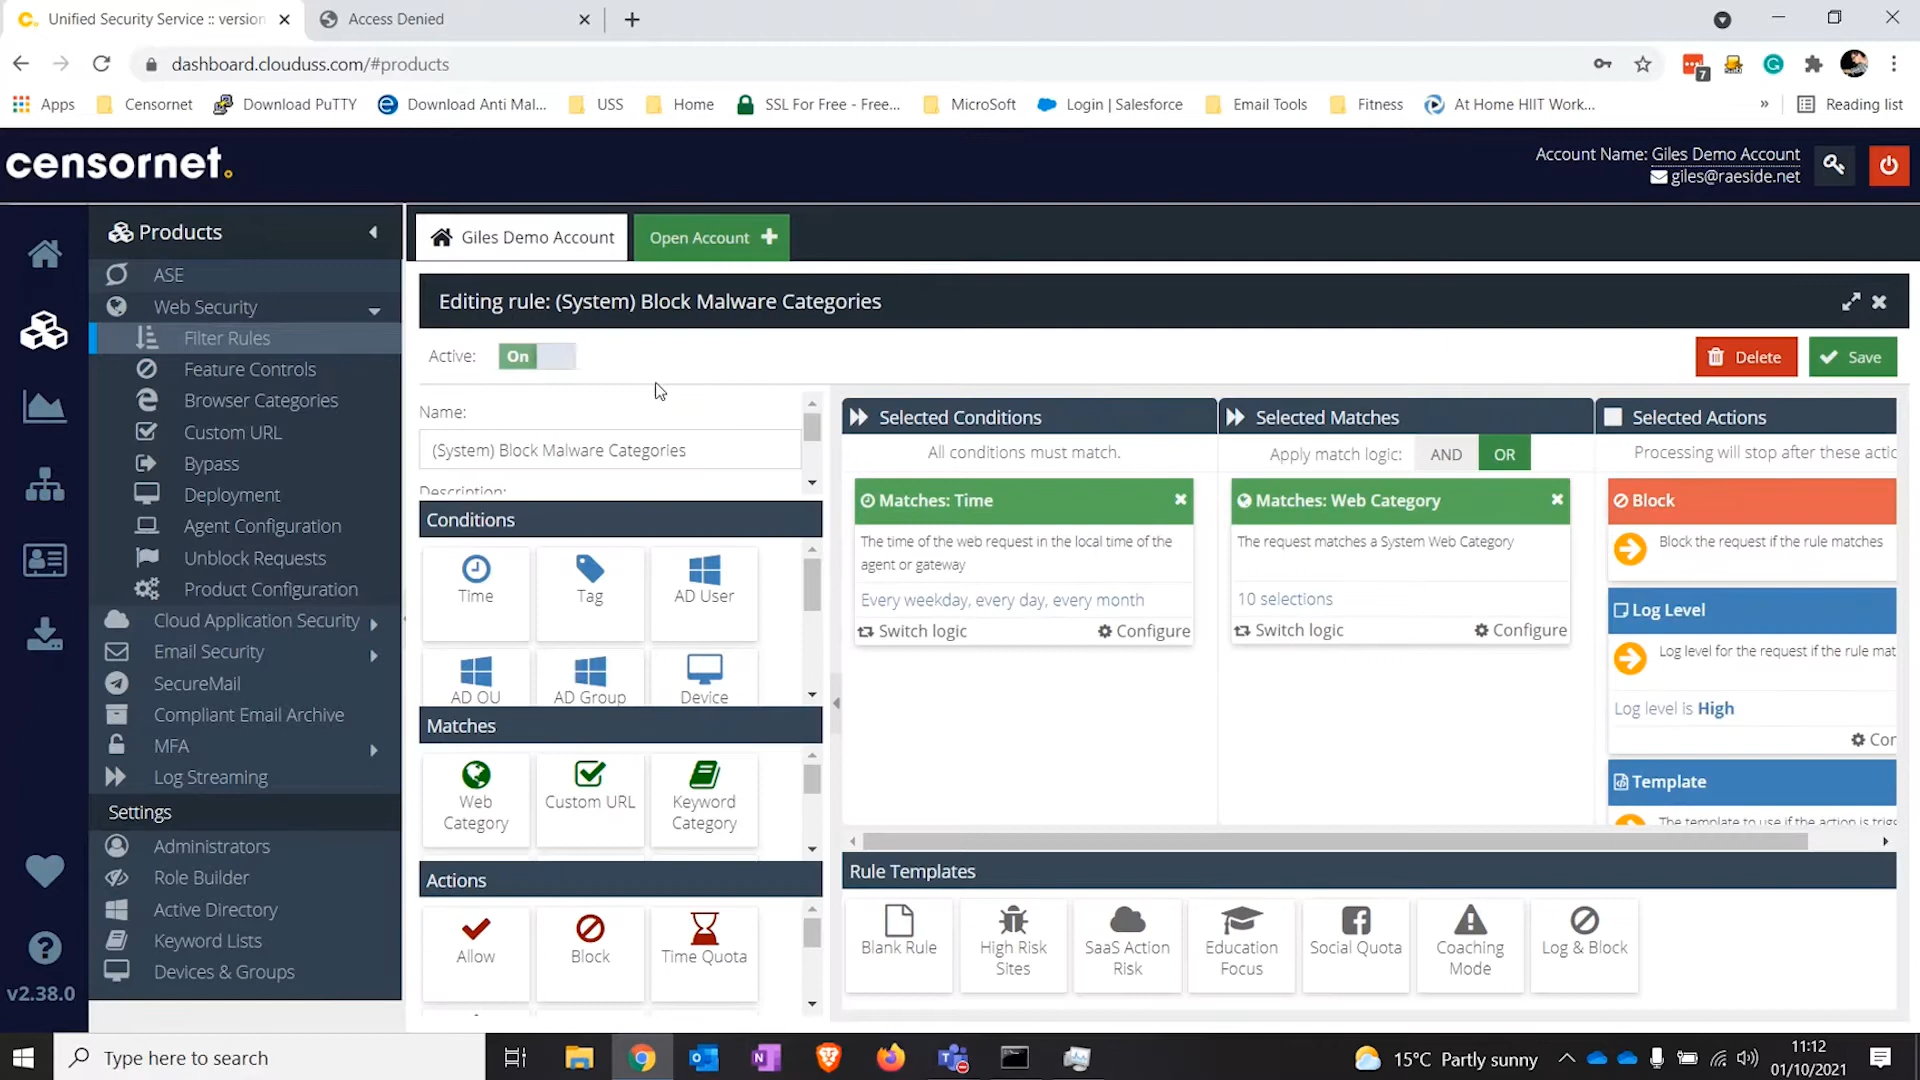 Unified Security Service :: version
Access Denied
dashboard.clouduss.com/#products
7
Apps
Censornet
Download PuTTY
Download Anti Mal...
USS
Home
SSL For Free - Free...
MicroSoft
Login | Salesforce
Email Tools
Fitness
At Home HIIT Work...
»
Reading list
censornet.
Account Name: Giles Demo Account
giles@raeside.net
Products
ASE
Web Security
Filter Rules
Feature Controls
Browser Categories
Custom URL
Bypass
Deployment
Agent Configuration
Unblock Requests
Product Configuration
Cloud Application Security
Email Security
SecureMail
Compliant Email Archive
MFA
Log Streaming
Settings
Administrators
Role Builder
Active Directory
Keyword Lists
Devices & Groups
v2.38.0
Giles Demo Account
Open Account
Editing rule: (System) Block Malware Categories
Active:
On
Delete
Save
Name:
(System) Block Malware Categories
Description:
Conditions
Time
Tag
AD User
AD OU
AD Group
Device
Matches
Web
Category
Custom URL
Keyword
Category
Actions
Allow
Block
Time Quota
Selected Conditions
All conditions must match.
Matches: Time
The time of the web request in the local time of the
agent or gateway
Every weekday, every day, every month
Switch logic
Configure
Selected Matches
Apply match logic:
AND
OR
Matches: Web Category
The request matches a System Web Category
10 selections
Switch logic
Configure
Selected Actions
Processing will stop after these actic
Block
Block the request if the rule matches
Log Level
Log level for the request if the rule mat
Log level is High
Cor
Template
The template to use if the action is trigg
Rule Templates
Blank Rule
High Risk
Sites
SaaS Action
Risk
Education
Focus
Social Quota
Coaching
Mode
Log & Block
Type here to search
15°C Partly sunny
11:12
01/10/2021